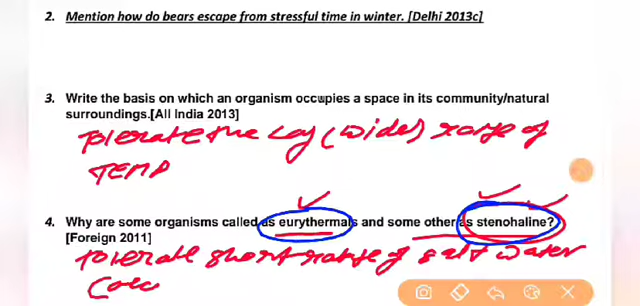 2. Mention how do bears escape from stressful time in winter. [Delhi 2013c]
3. Write the basis on which an organism occupies a space in its community/natural
surroundings.[All India 2013]
Tolerate the (wide) range of
TEMP
4. Why are some organisms called as eurythermals and some other as stenohaline?
[Foreign 2011]
Tolerate short range of salt water